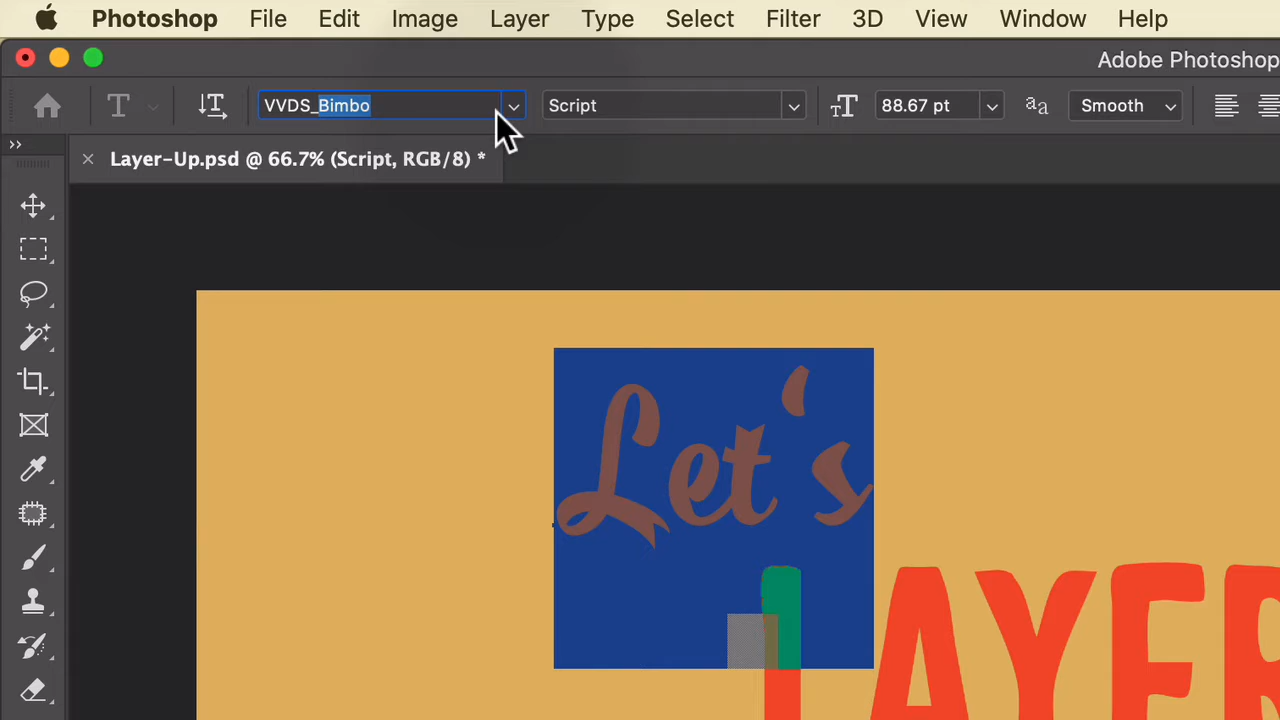 Photoshop File Edit Image Layer Type Select Filter 3D View Window Help
Adobe Photoshop
VVDS_Bimbo Script 88.67 pt Smooth
Layer-Up.psd @ 66.7% (Script, RGB/8) *
Let's
LAYER